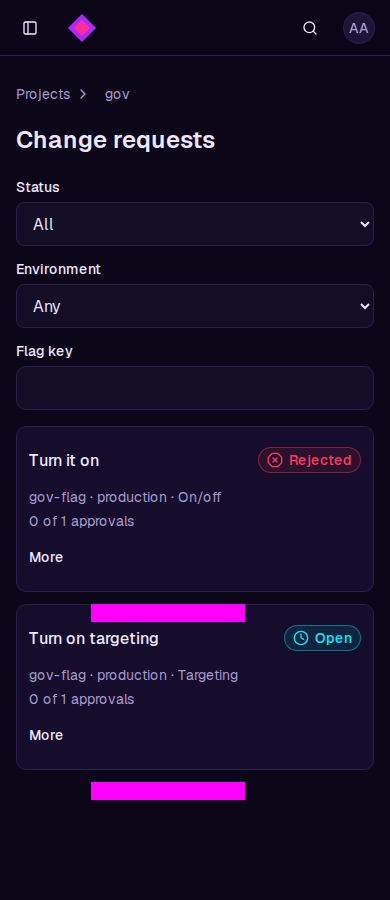 AA
Projects > gov
Change requests
Status
All
Environment
Any
Flag key
Turn it on
Rejected
gov-flag · production · On/off
0 of 1 approvals
More
Turn on targeting
Open
gov-flag · production · Targeting
0 of 1 approvals
More